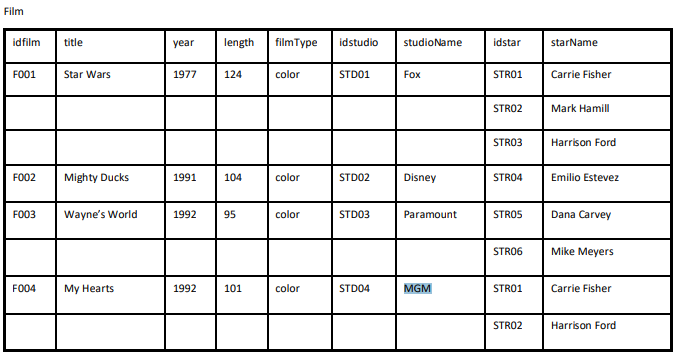 Film
idfilm title year length filmType idstudio studioName idstar starName
F001 Star Wars 1977 124 color STD01 Fox STR01 Carrie Fisher
STR02 Mark Hamill
STR03 Harrison Ford
F002 Mighty Ducks 1991 104 color STD02 Disney STR04 Emilio Estevez
F003 Wayne’s World 1992 95 color STD03 Paramount STR05 Dana Carvey
STR06 Mike Meyers
F004 My Hearts 1992 101 color STD04 MGM STR01 Carrie Fisher
STR02 Harrison Ford